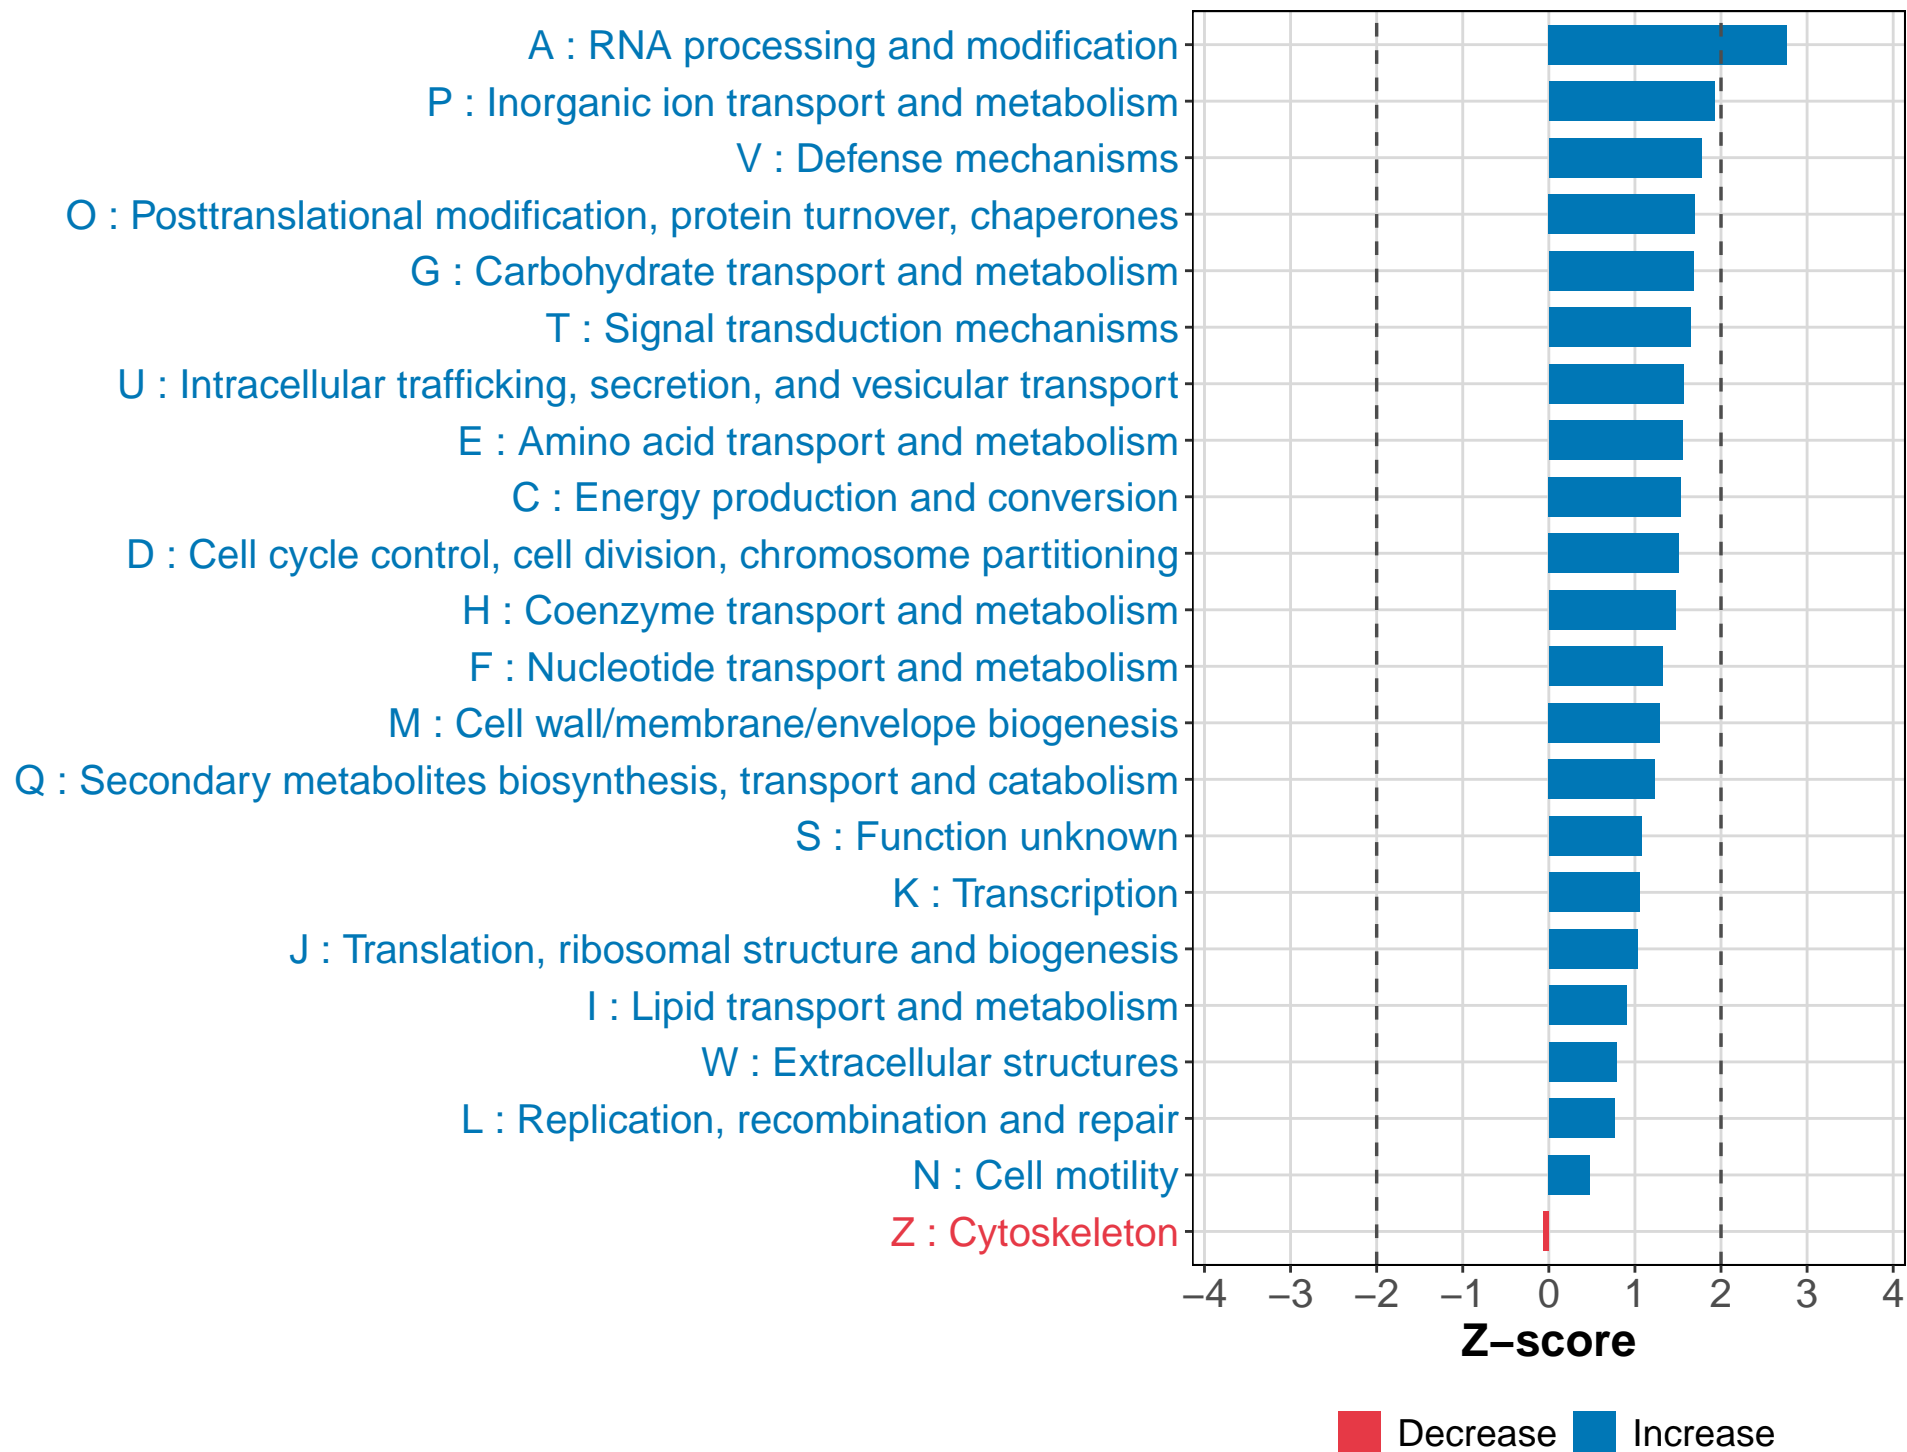 A : RNA processing and modification
P : Inorganic ion transport and metabolism
V : Defense mechanisms
O : Posttranslational modification, protein turnover, chaperones
G : Carbohydrate transport and metabolism
T : Signal transduction mechanisms
U : Intracellular trafficking, secretion, and vesicular transport
E : Amino acid transport and metabolism
C : Energy production and conversion
D : Cell cycle control, cell division, chromosome partitioning
H : Coenzyme transport and metabolism
F : Nucleotide transport and metabolism
M : Cell wall/membrane/envelope biogenesis
Q : Secondary metabolites biosynthesis, transport and catabolism
S : Function unknown
K : Transcription
J : Translation, ribosomal structure and biogenesis
I : Lipid transport and metabolism
W : Extracellular structures
L : Replication, recombination and repair
N : Cell motility
Z : Cytoskeleton
−4 −3 −2 −1 0 1 2 3 4
Z−score
Decrease Increase